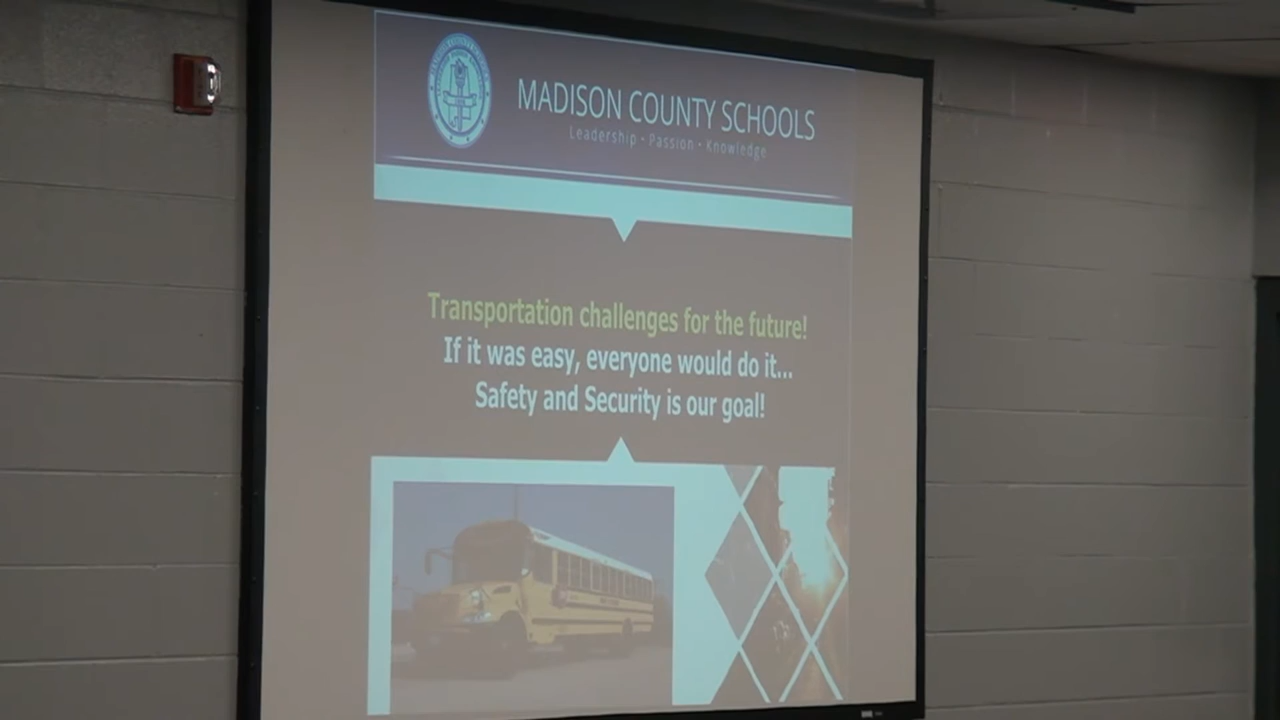 MADISON COUNTY SCHOOLS
Leadership • Passion • Knowledge
Transportation challenges for the future!
If it was easy, everyone would do it...
Safety and Security is our goal!